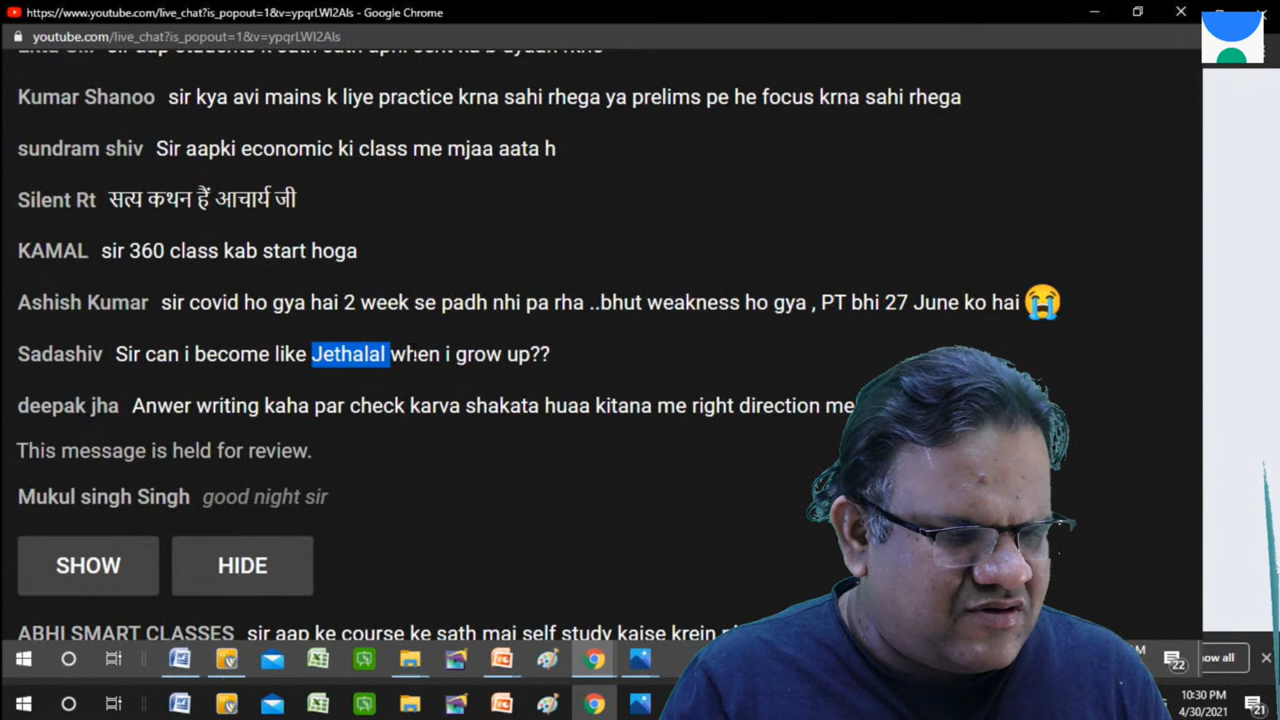 https://www.youtube.com/live_chat?is_popout=1&v=ypqrLWI2AIs - Google Chrome
youtube.com/live_chat?is_popout=1&v=ypqrLWI2AIs
Kumar Shanoo sir kya avi mains k liye practice krna sahi rhega ya prelims pe he focus krna sahi rhega
sundram shiv Sir aapki economic ki class me mjaa aata h
Silent Rt सत्य कथन हैं आचार्य जी
KAMAL sir 360 class kab start hoga
Ashish Kumar sir covid ho gya hai 2 week se padh nhi pa rha ..bhut weakness ho gya , PT bhi 27 June ko hai 😭
Sadashiv Sir can i become like Jethalal when i grow up??
deepak jha Anwer writing kaha par check karva shakata huaa kitana me right direction me
This message is held for review.
Mukul singh Singh good night sir
SHOW HIDE
ABHI SMART CLASSES sir aap ke course ke sath mai self study kaise krein
22
10:30 PM
4/30/2021
21